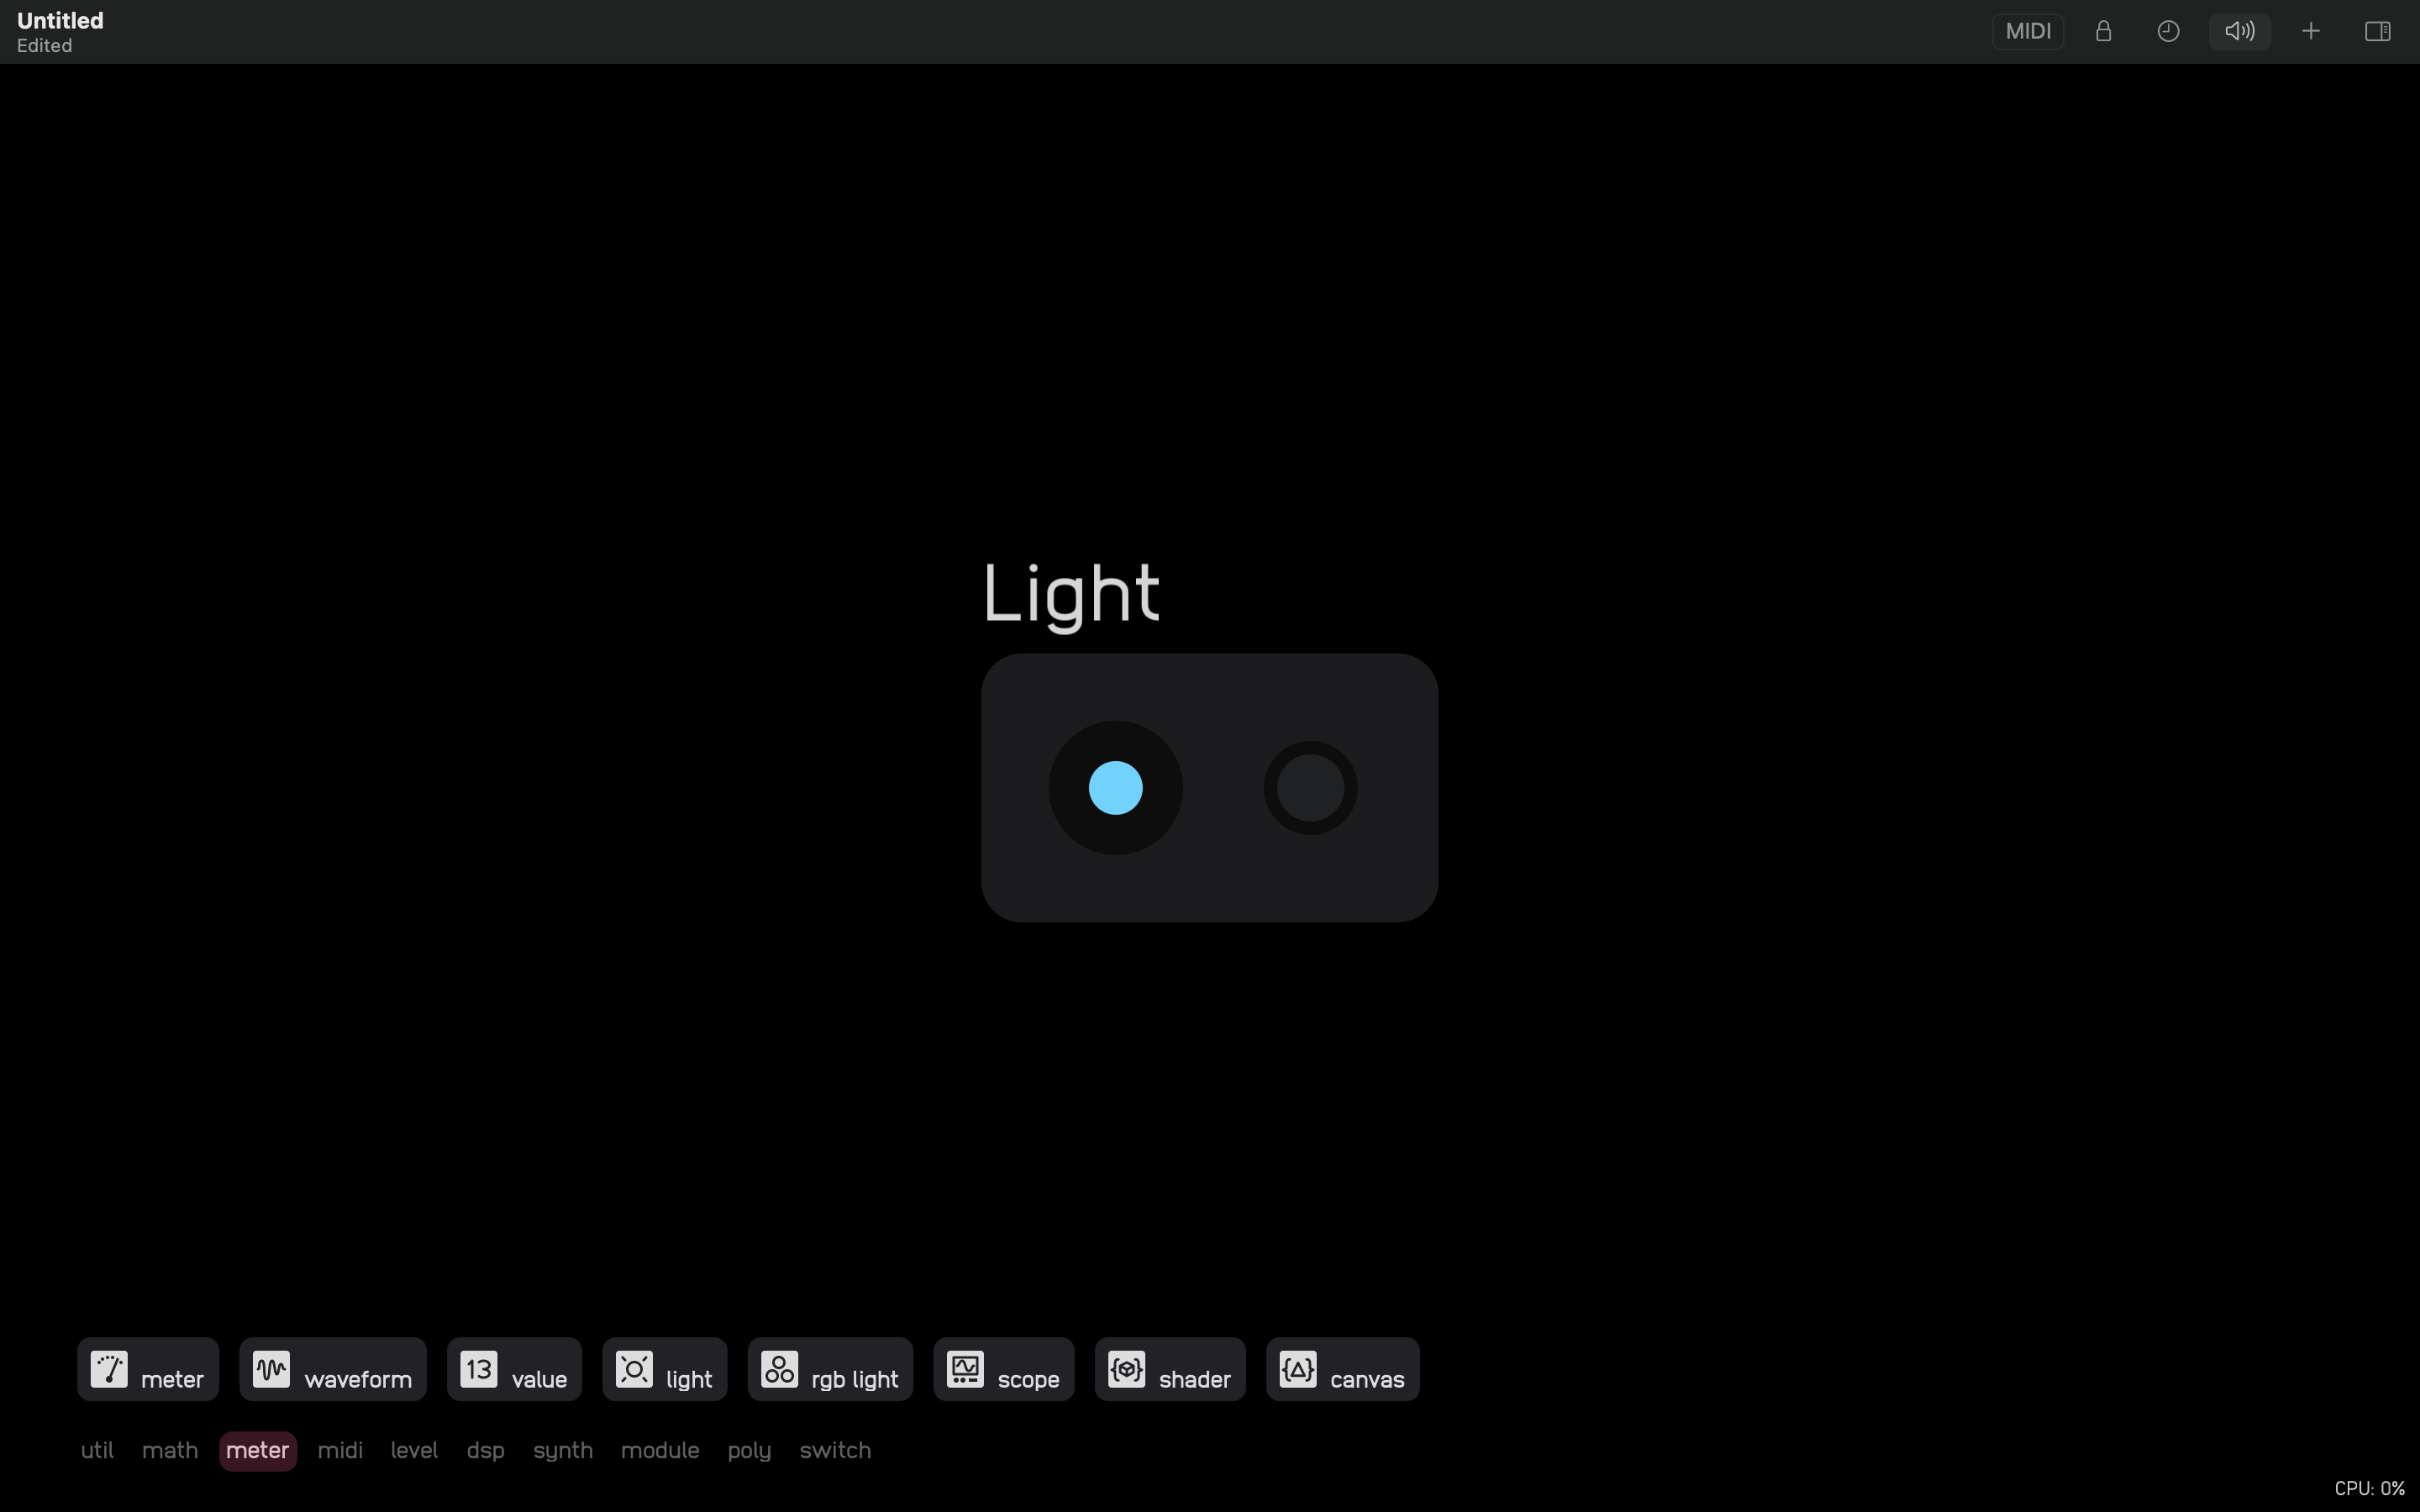 Untitled
Edited
MIDI
Light
meter
waveform
13 value
light
rgb light
scope
shader
canvas
util
math
meter
midi
level
dsp
synth
module
poly
switch
CPU: 0%